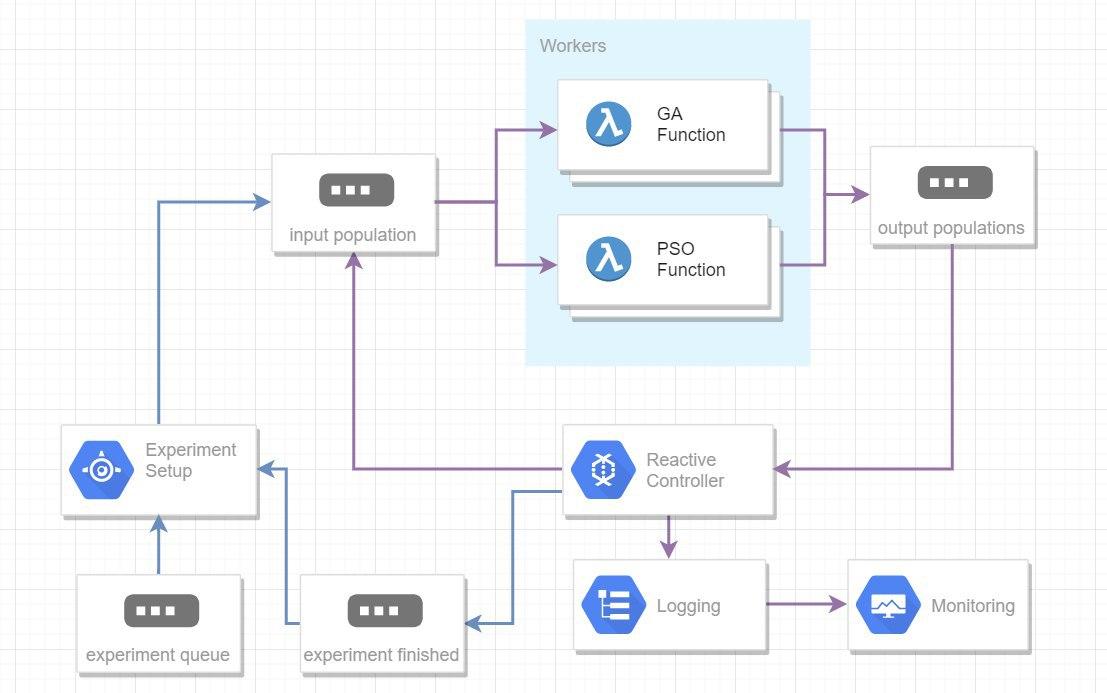 Workers
GA
Function
PSO
Function
input population
output populations
Experiment
Setup
Reactive
Controller
Logging
Monitoring
experiment queue
experiment finished